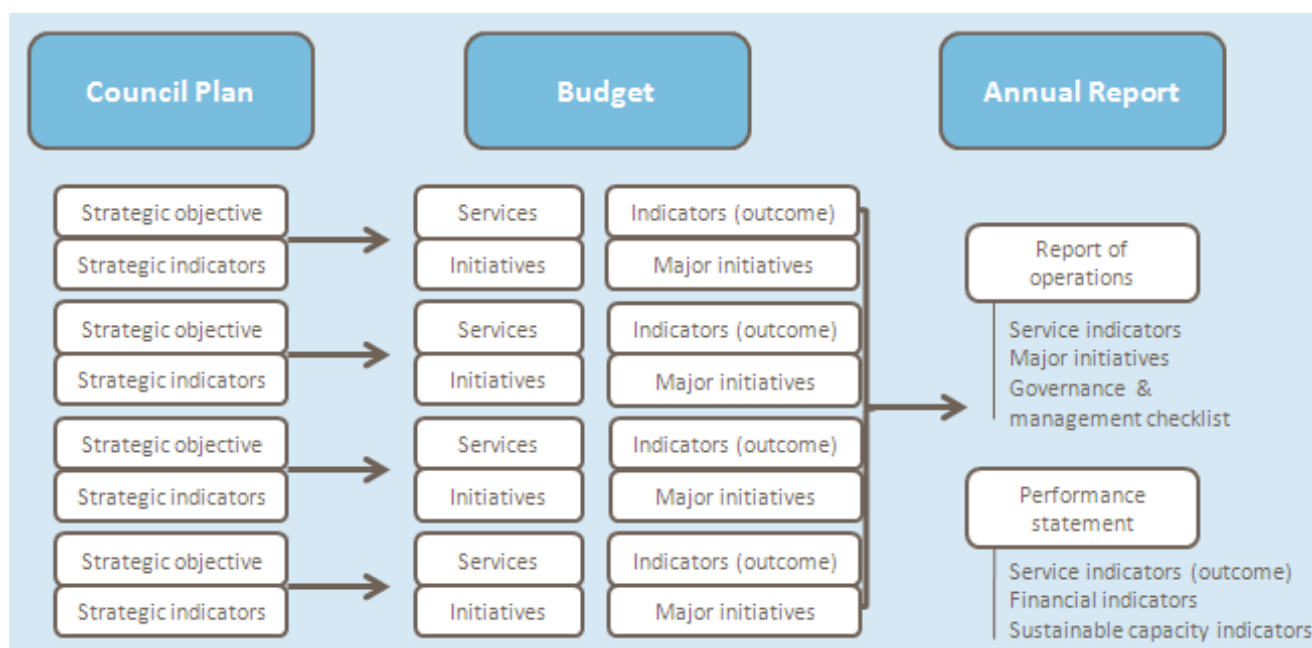 Council Plan
Budget
Annual Report
Strategic objective
Strategic indicators
Strategic objective
Strategic indicators
Strategic objective
Strategic indicators
Strategic objective
Strategic indicators
Services
Initiatives
Services
Initiatives
Services
Initiatives
Services
Initiatives
Indicators (outcome)
Major initiatives
Indicators (outcome)
Major initiatives
Indicators (outcome)
Major initiatives
Indicators (outcome)
Major initiatives
Report of
operations
Service indicators
Major initiatives
Governance &
management checklist
Performance
statement
Service indicators (outcome)
Financial indicators
Sustainable capacity indicators